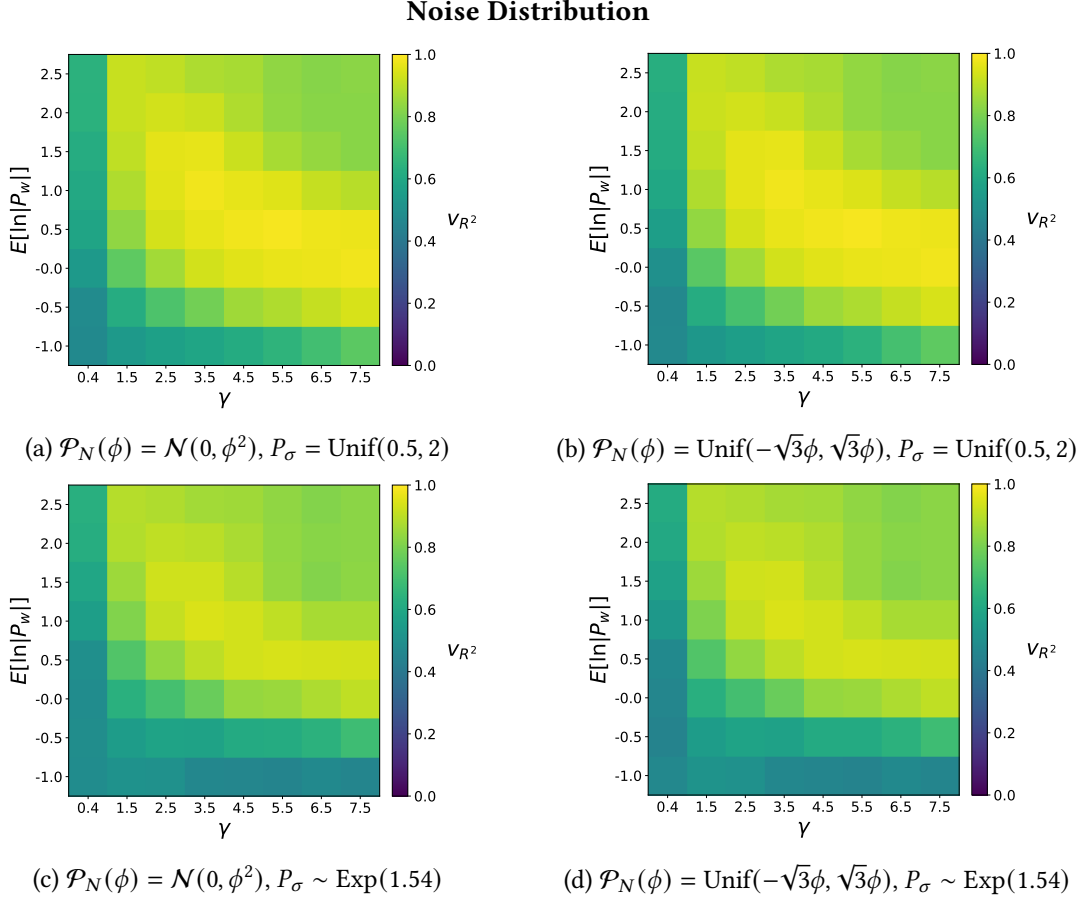 Noise Distribution
1.0
0.8
0.6
0.4
0.2
0.0
2.5
2.0
1.5
1.0
0.5
-0.0
-0.5
-1.0
E[ln|P_w|]
v_{R^2}
0.4 1.5 2.5 3.5 4.5 5.5 6.5 7.5
γ
(a) 𝒫_N(ϕ) = 𝒩(0, ϕ²), P_σ = Unif(0.5, 2)
1.0
0.8
0.6
0.4
0.2
0.0
2.5
2.0
1.5
1.0
0.5
-0.0
-0.5
-1.0
E[ln|P_w|]
v_{R^2}
0.4 1.5 2.5 3.5 4.5 5.5 6.5 7.5
γ
(b) 𝒫_N(ϕ) = Unif(−√3ϕ, √3ϕ), P_σ = Unif(0.5, 2)
1.0
0.8
0.6
0.4
0.2
0.0
2.5
2.0
1.5
1.0
0.5
-0.0
-0.5
-1.0
E[ln|P_w|]
v_{R^2}
0.4 1.5 2.5 3.5 4.5 5.5 6.5 7.5
γ
(c) 𝒫_N(ϕ) = 𝒩(0, ϕ²), P_σ ∼ Exp(1.54)
1.0
0.8
0.6
0.4
0.2
0.0
2.5
2.0
1.5
1.0
0.5
-0.0
-0.5
-1.0
E[ln|P_w|]
v_{R^2}
0.4 1.5 2.5 3.5 4.5 5.5 6.5 7.5
γ
(d) 𝒫_N(ϕ) = Unif(−√3ϕ, √3ϕ), P_σ ∼ Exp(1.54)